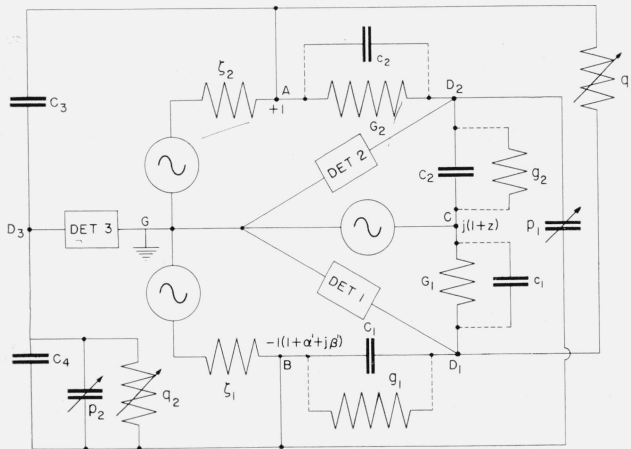 c₂
ζ₂
A
+1
D₂
q₁
C₃
G₂
DET 2
C₂
g₂
D₃
DET 3
G
C
j(1+z)
p₁
DET 1
G₁
c₁
-1(1+α'+jβ')
C₁
C₄
B
D₁
ζ₁
g₁
p₂
q₂